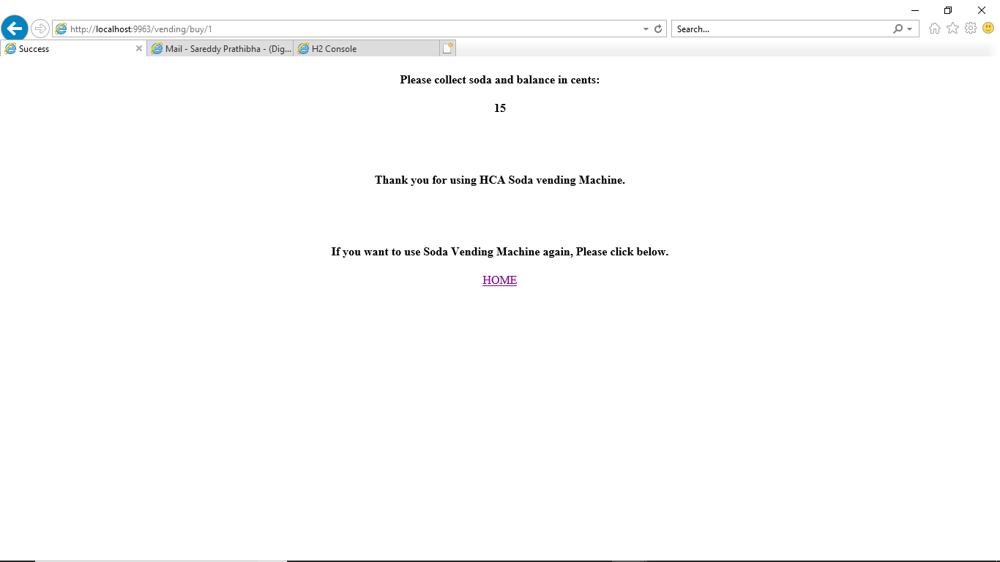 http://localhost:9963/vending/buy/1
Search...
Success
Mail - Sareddy Prathibha - (Dig...
H2 Console
Please collect soda and balance in cents:
15
Thank you for using HCA Soda vending Machine.
If you want to use Soda Vending Machine again, Please click below.
HOME